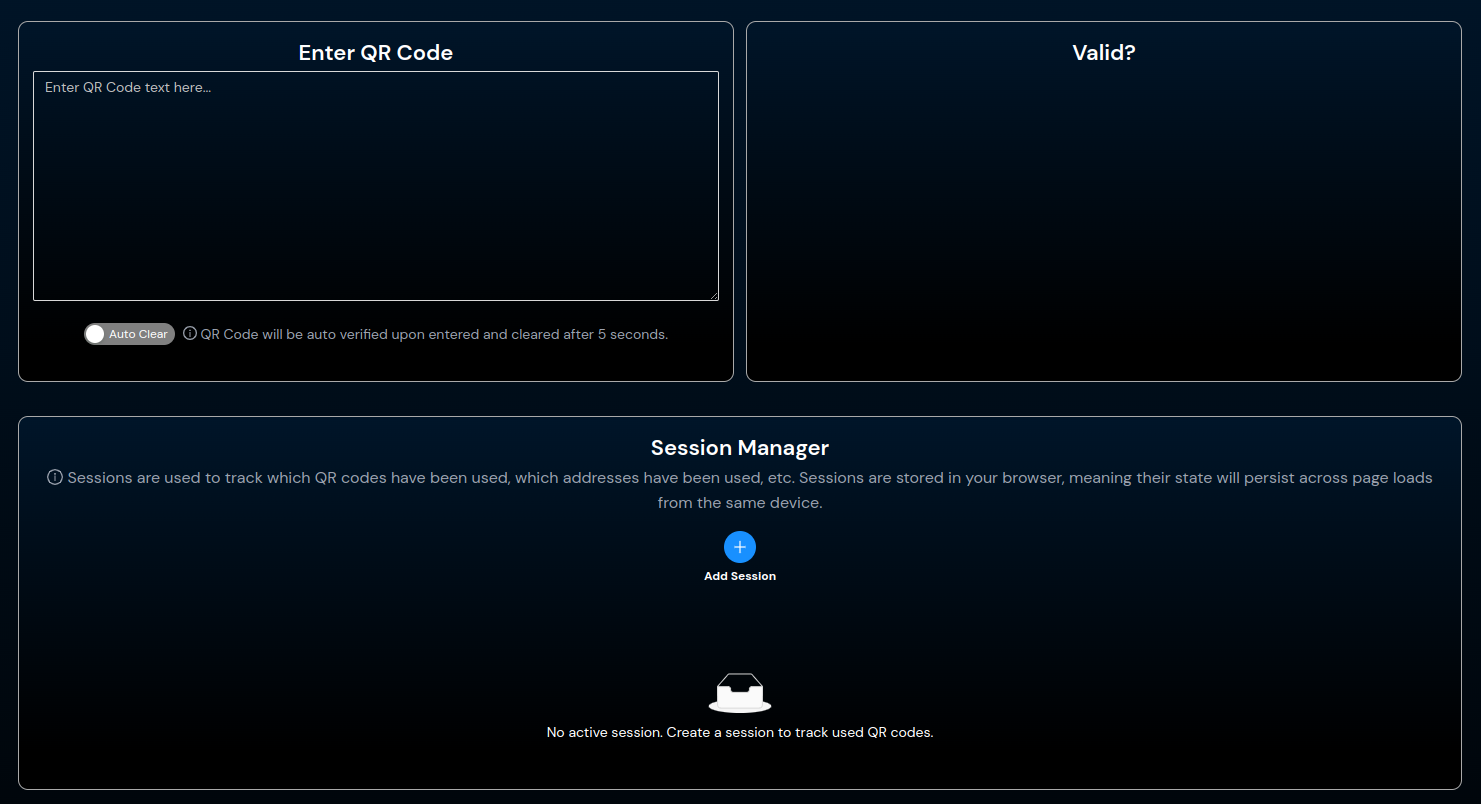 Enter QR Code
Enter QR Code text here...
Auto Clear
QR Code will be auto verified upon entered and cleared after 5 seconds.
Valid?
Session Manager
Sessions are used to track which QR codes have been used, which addresses have been used, etc. Sessions are stored in your browser, meaning their state will persist across page loads
from the same device.
Add Session
No active session. Create a session to track used QR codes.